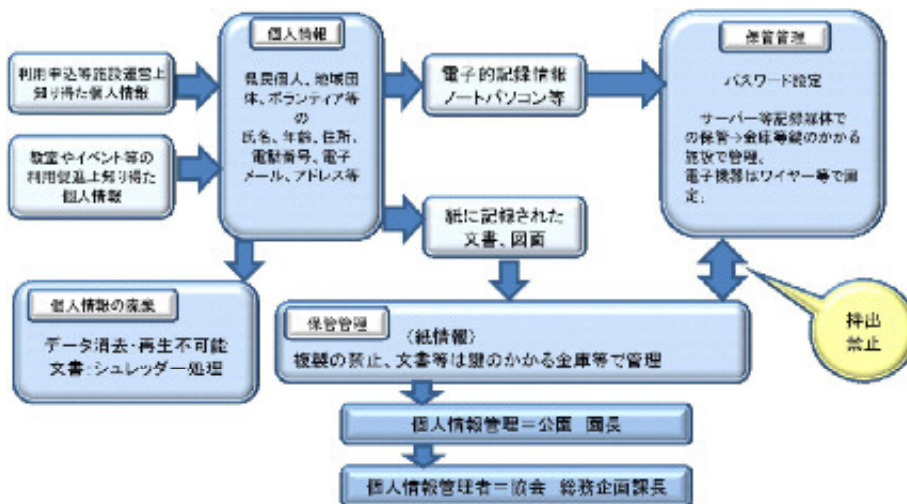 利用申込等施設運営上
知り得た個人情報
教室やイベント等の
利用促進上知り得た
個人情報
個人情報
県民個人、地域団
体、ボランティア等
の
氏名、年齢、住所、
電話番号、電子
メール、アドレス等
電子的記録情報
ノートパソコン等
紙に記録された
文書、図面
保管管理
パスワード設定
サーバー等記録媒体で
の保管→金庫等鍵のかかる
施設で管理。
電子機器はワイヤー等で固
定。
持出
禁止
個人情報の廃棄
データ消去・再生不可能
文書:シュレッダー処理
保管管理
〈紙情報〉
複製の禁止、文書等は鍵のかかる金庫等で管理
個人情報管理=公園 園長
個人情報管理者=協会 総務企画課長